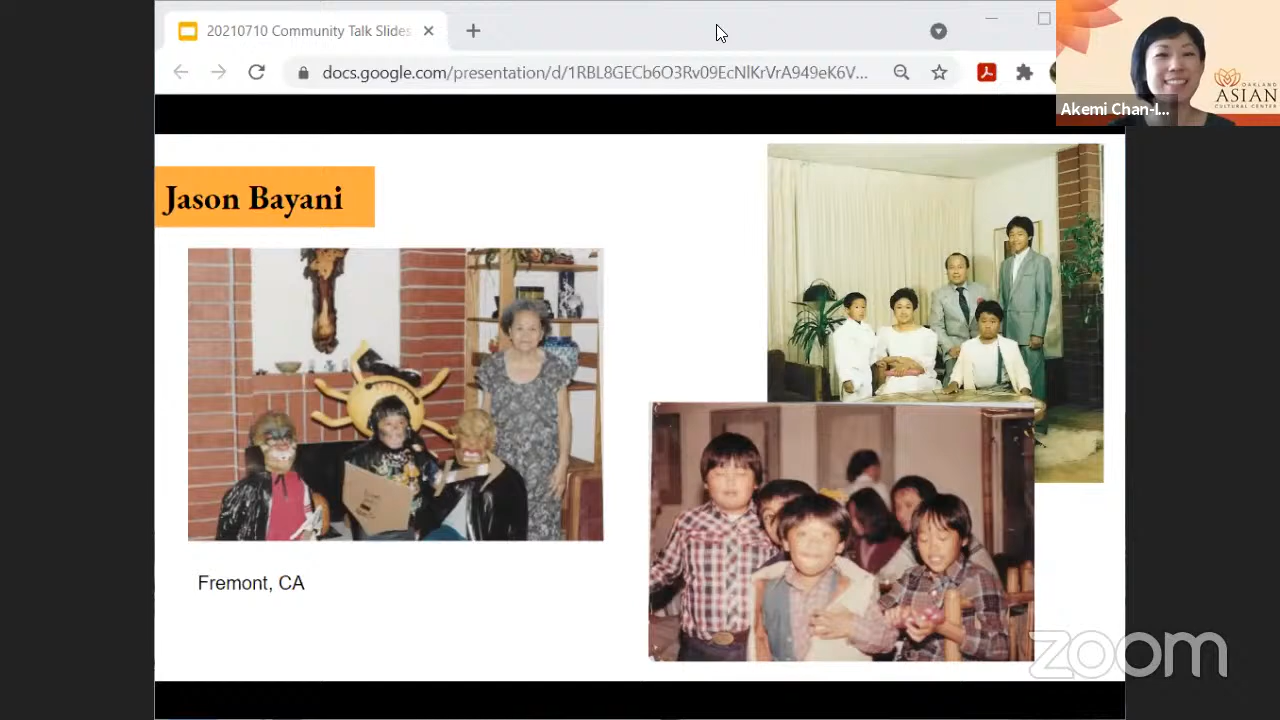 20210710 Community Talk Slides
docs.google.com/presentation/d/1RBL8GECb6O3Rv09EcNlKrVrA949eK6V...
OAKLAND
ASIAN
CULTURAL CENTER
Akemi Chan-I...
Jason Bayani
Fremont, CA
zoom